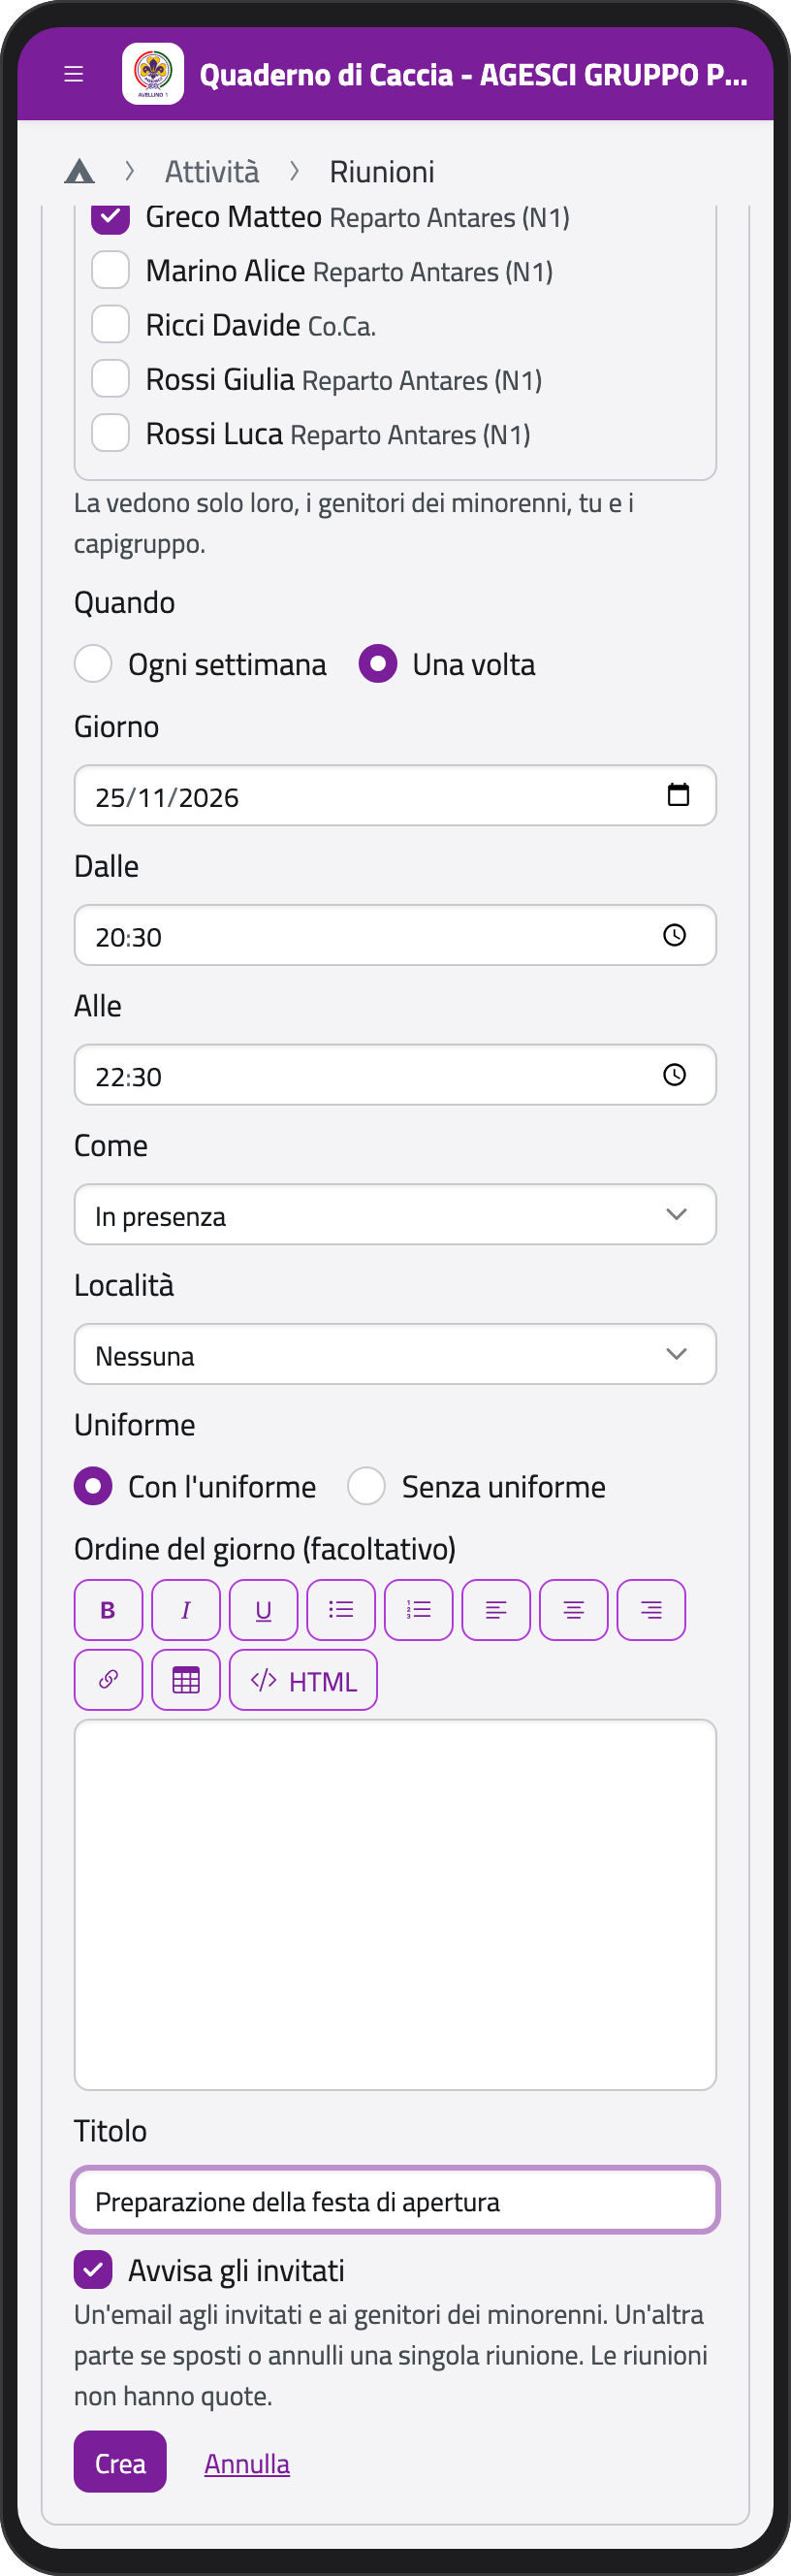 AVELLINO 1
Quaderno di Caccia - AGESCI GRUPPO P...
Attività
Riunioni
Greco Matteo Reparto Antares (N1)
Marino Alice Reparto Antares (N1)
Ricci Davide Co.Ca.
Rossi Giulia Reparto Antares (N1)
Rossi Luca Reparto Antares (N1)
La vedono solo loro, i genitori dei minorenni, tu e i
capigruppo.
Quando
Ogni settimana
Una volta
Giorno
25/11/2026
Dalle
20:30
Alle
22:30
Come
In presenza
Località
Nessuna
Uniforme
Con l'uniforme
Senza uniforme
Ordine del giorno (facoltativo)
B I U
</> HTML
Titolo
Preparazione della festa di apertura
Avvisa gli invitati
Un'email agli invitati e ai genitori dei minorenni. Un'altra
parte se sposti o annulli una singola riunione. Le riunioni
non hanno quote.
Crea
Annulla